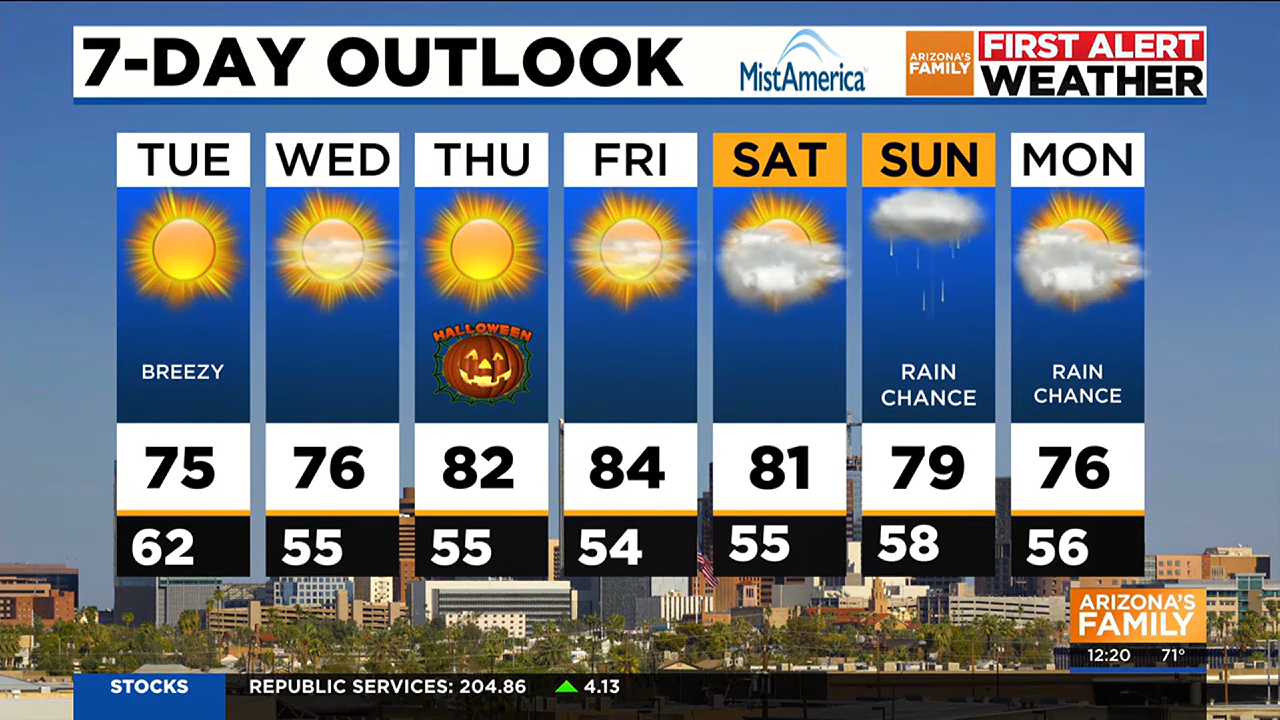 7-DAY OUTLOOK
MistAmerica
ARIZONA'S
FAMILY
FIRST ALERT
WEATHER
TUE WED THU FRI SAT SUN MON
HALLOWEEN
BREEZY
RAIN
CHANCE
RAIN
CHANCE
75 76 82 84 81 79 76
62 55 55 54 55 58 56
ARIZONA'S
FAMILY
12:20 71°
STOCKS REPUBLIC SERVICES: 204.86 4.13